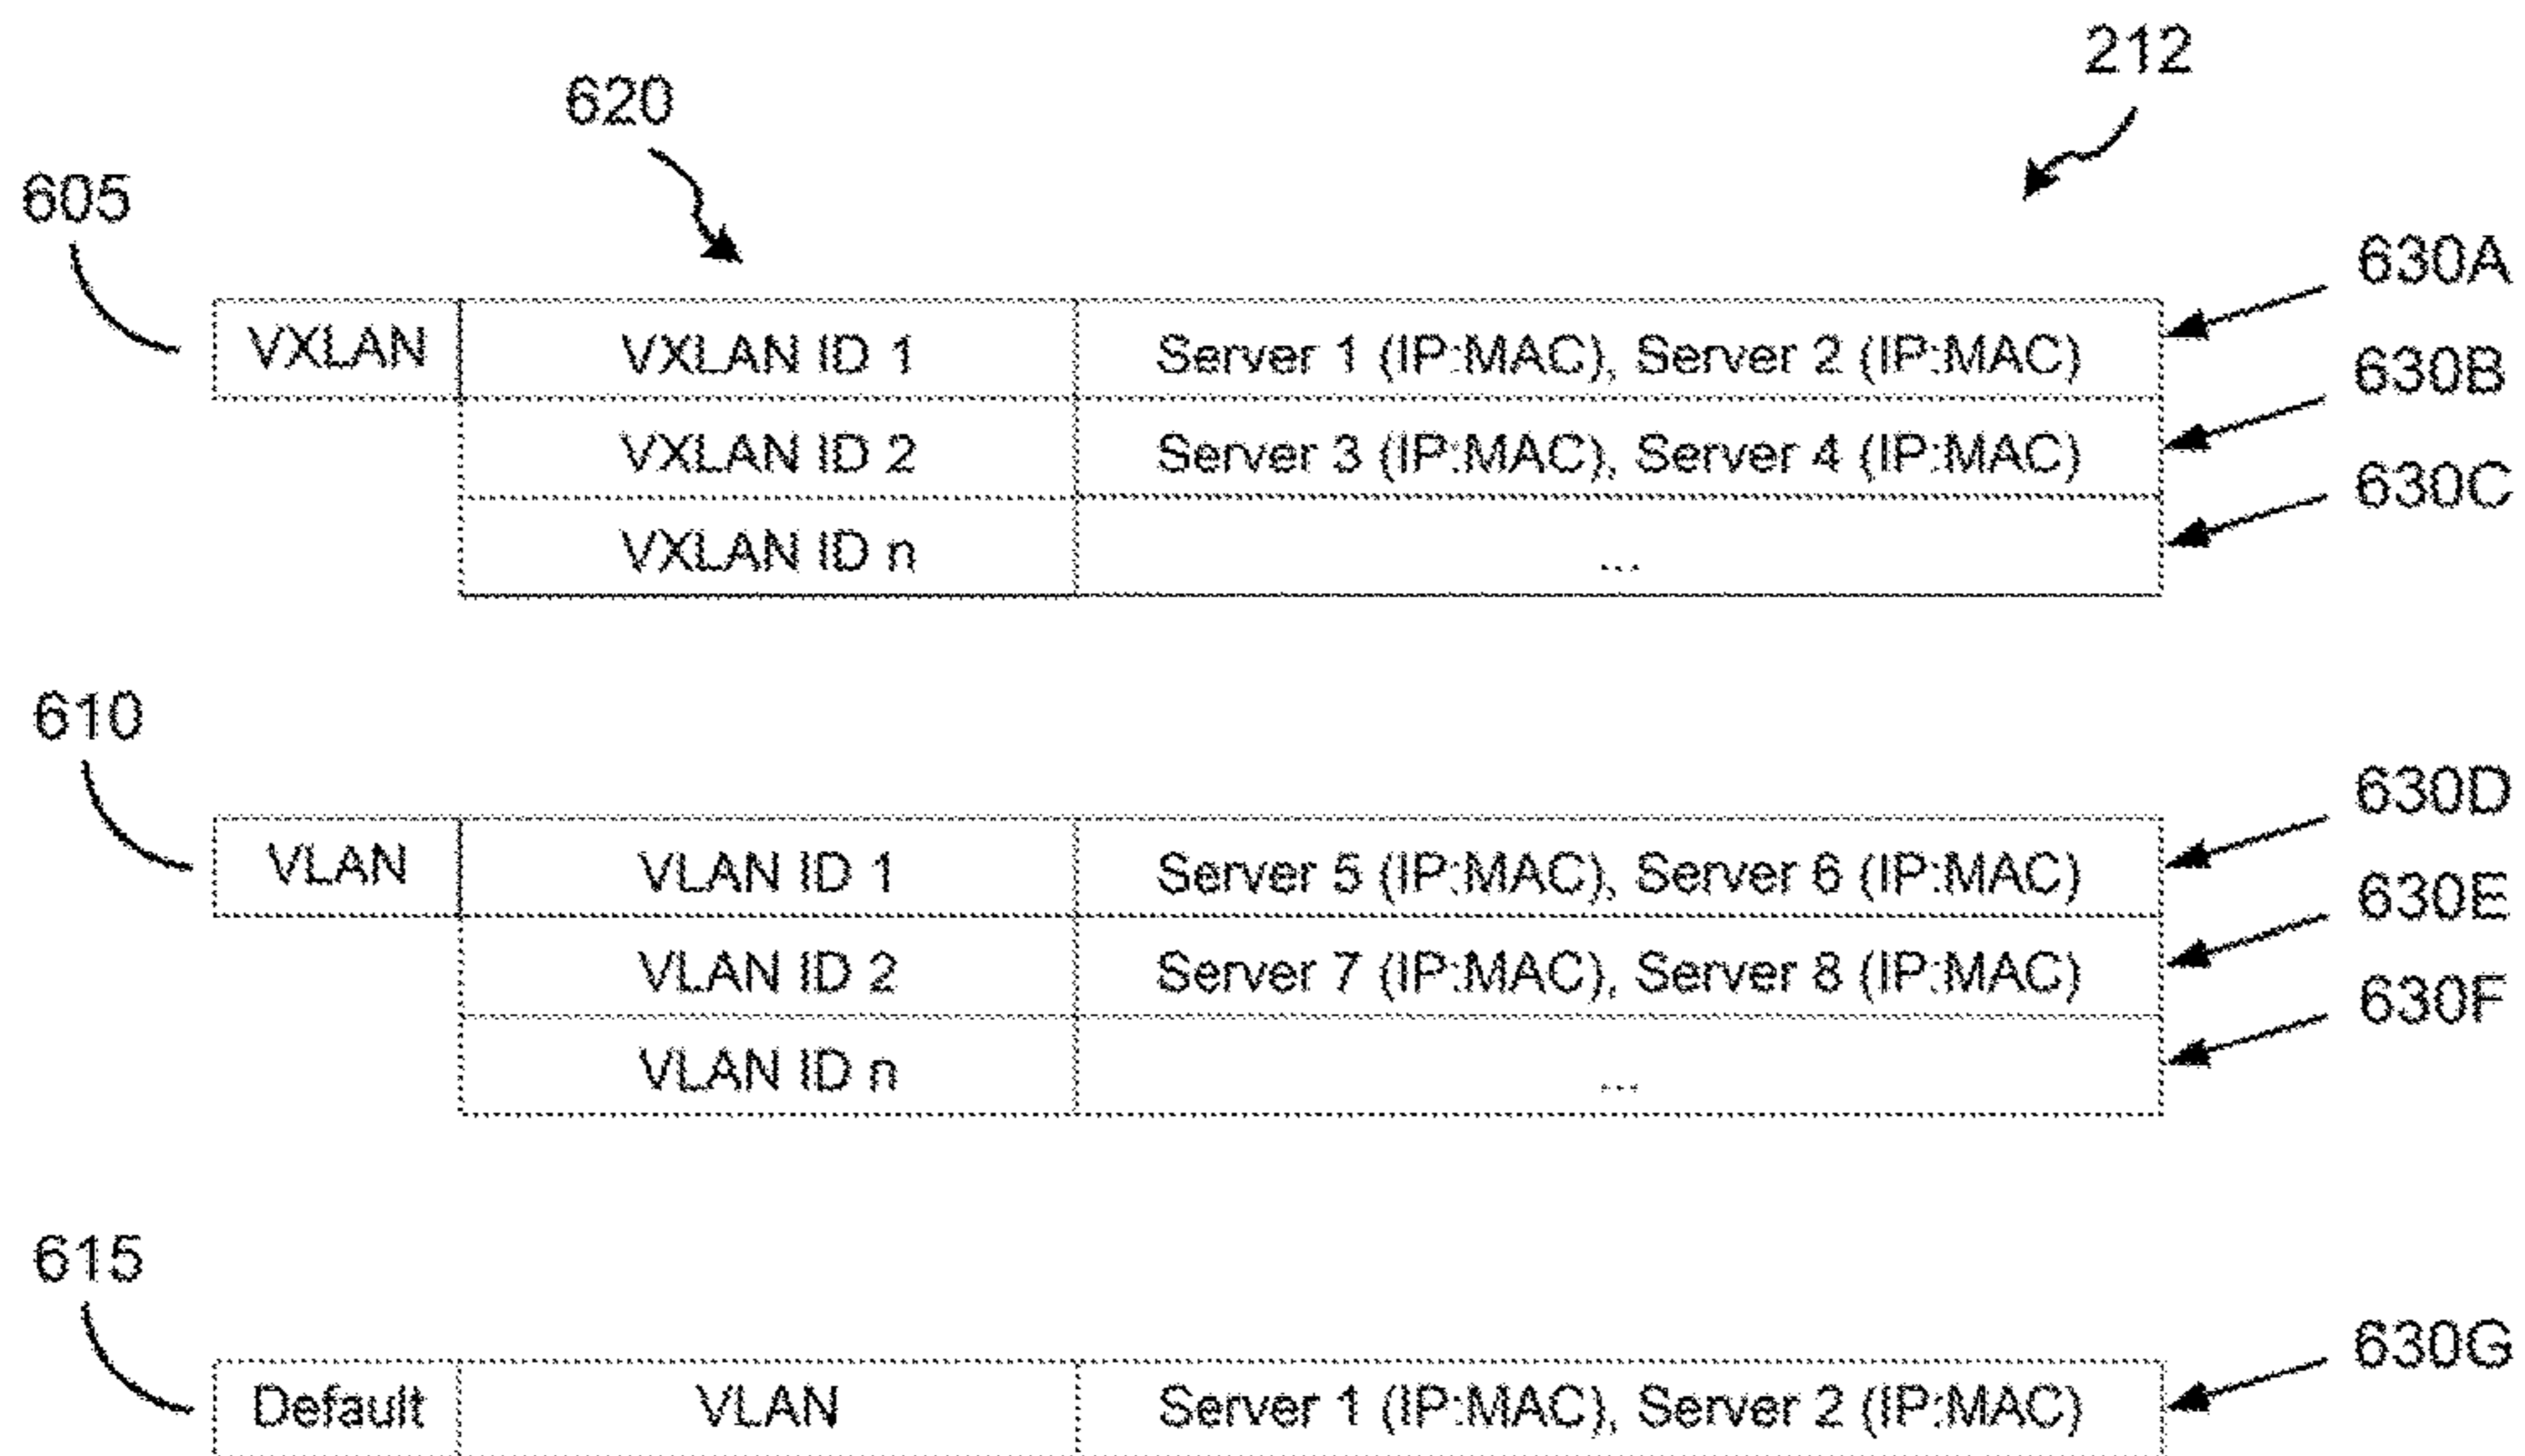 212
620
605
630A
VXLAN VXLAN ID 1 Server 1 (IP:MAC), Server 2 (IP:MAC)
630B
VXLAN ID 2 Server 3 (IP:MAC), Server 4 (IP:MAC)
630C
VXLAN ID n ...
610
630D
VLAN VLAN ID 1 Server 5 (IP:MAC), Server 6 (IP:MAC)
630E
VLAN ID 2 Server 7 (IP:MAC), Server 8 (IP:MAC)
630F
VLAN ID n ...
615
630G
Default VLAN Server 1 (IP:MAC), Server 2 (IP:MAC)